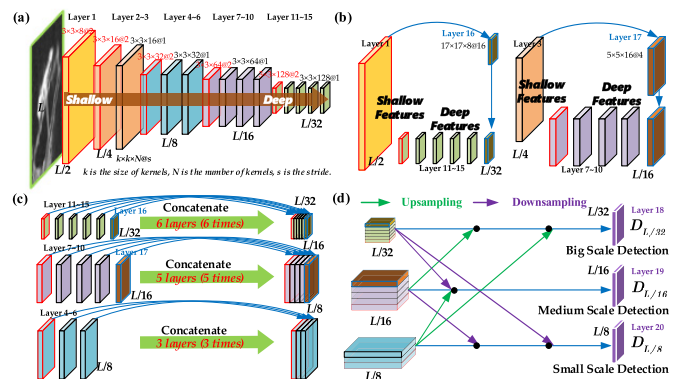 (a)
Layer 1 Layer 2~3 Layer 4~6 Layer 7~10 Layer 11~15
3×3×8@2
3×3×16@2
3×3×16@1
3×3×32@2
3×3×32@1
3×3×64@2
3×3×64@1
3×3×128@2
3×3×128@1
L
Shallow
Deep
L/2
L/4
L/8
L/16
L/32
k×k×N@s
k is the size of kernels, N is the number of kernels, s is the stride.
(b)
Layer 1
Layer 16
17×17×8@16
Shallow
Features
Deep
Features
L/2
Layer 11~15
L/32
Layer 3
Layer 17
5×5×16@4
Shallow
Features
Deep
Features
L/4
Layer 7~10
L/16
(c)
Layer 11~15
Layer 16
L/32
Concatenate
6 layers (6 times)
L/32
L/16
Layer 7~10
Layer 17
L/16
Concatenate
5 layers (5 times)
L/8
Layer 4~6
L/8
Concatenate
3 layers (3 times)
(d)
Upsampling
Downsampling
L/32
L/32
Layer 18
D L/32
Big Scale Detection
L/16
L/16
Layer 19
D L/16
Medium Scale Detection
L/8
L/8
Layer 20
D L/8
Small Scale Detection